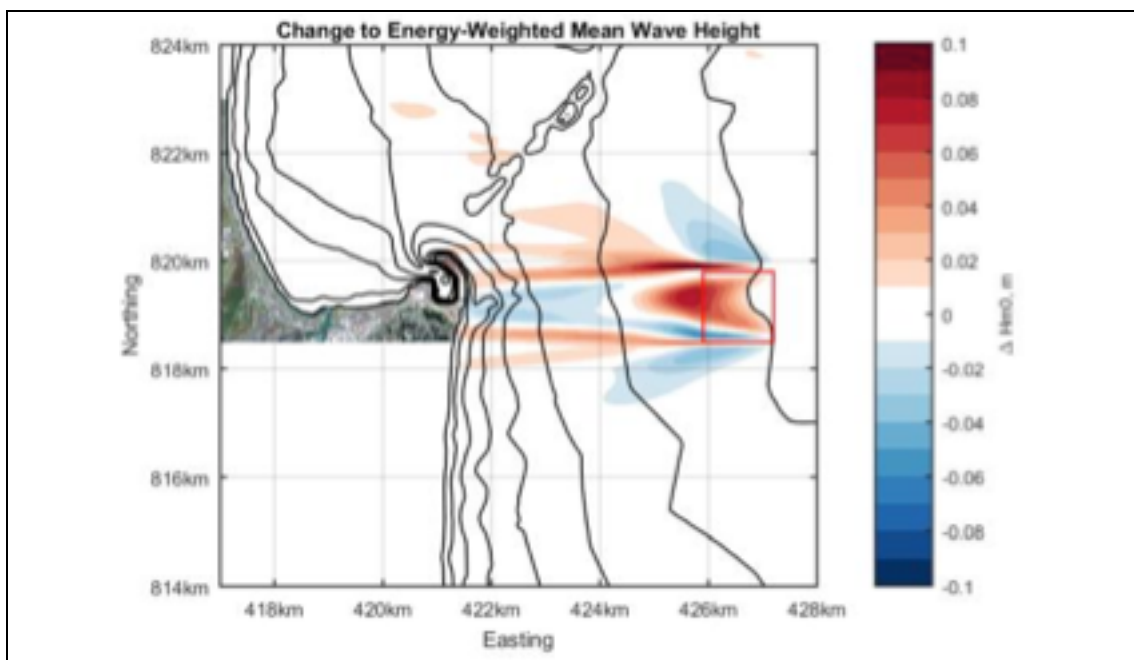 Change to Energy-Weighted Mean Wave Height
824km
822km
820km
818km
816km
814km
Northing
418km
420km
422km
424km
426km
428km
Easting
0.1
0.08
0.06
0.04
0.02
0
-0.02
-0.04
-0.06
-0.08
-0.1
Δ Hm0, m